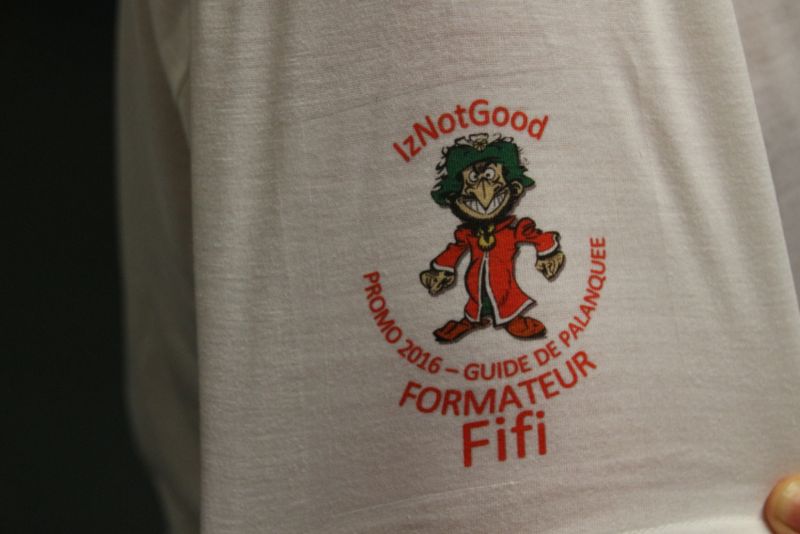 IzNotGood
PROMO 2016 – GUIDE DE PALANQUEE
FORMATEUR
Fifi